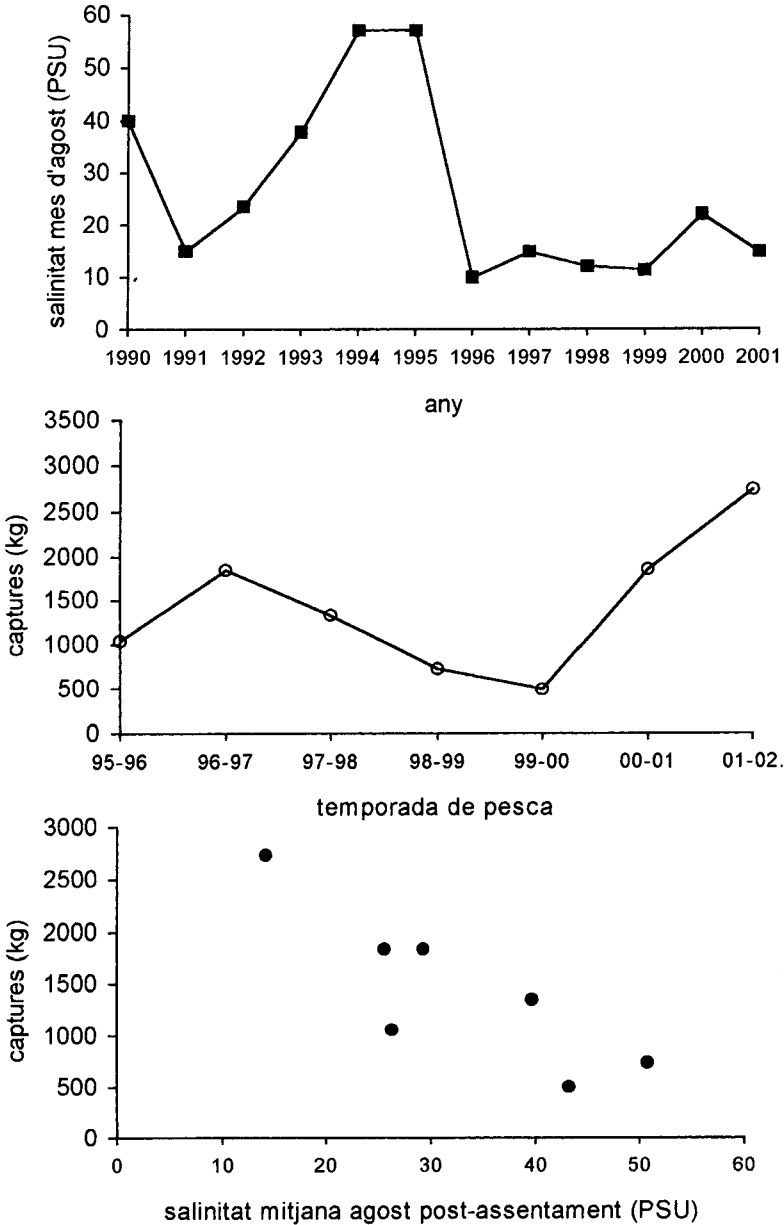 60
50
40
30
20
10
0
salinitat mes d'agost (PSU)
1990 1991 1992 1993 1994 1995 1996 1997 1998 1999 2000 2001
any
3500
3000
2500
2000
1500
1000
500
0
captures (kg)
95-96 96-97 97-98 98-99 99-00 00-01 01-02.
temporada de pesca
3000
2500
2000
1500
1000
500
0
captures (kg)
0 10 20 30 40 50 60
salinitat mitjana agost post-assentament (PSU)